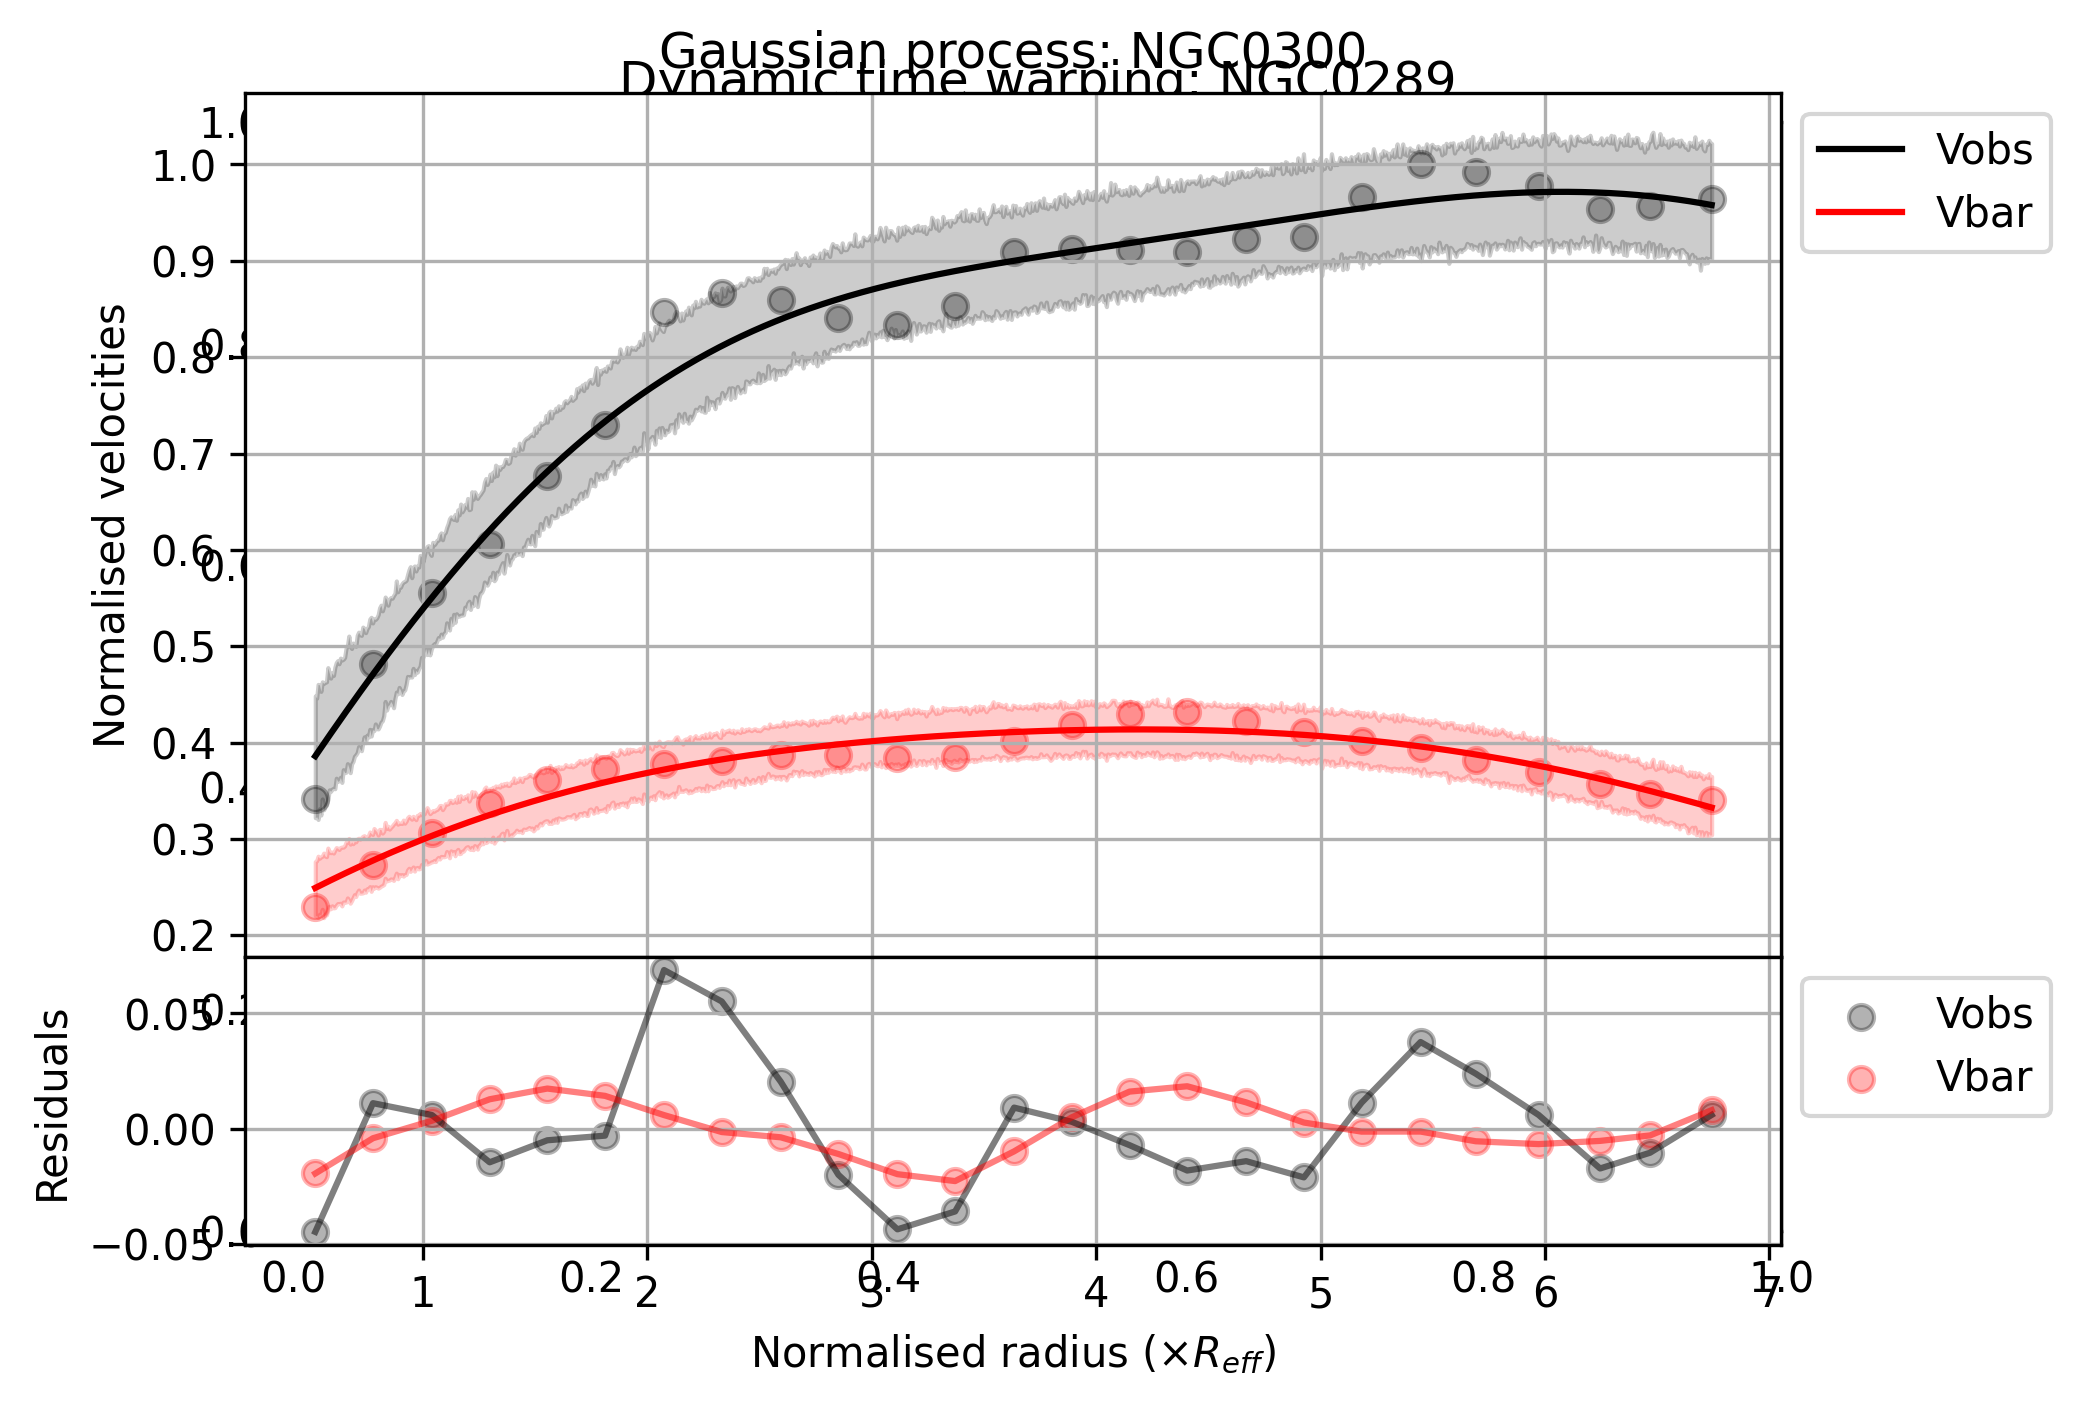 Gaussian process: NGC0300
Dynamic time warping: NGC0289
Normalised velocities
1.0
0.9
0.8
0.7
0.6
0.5
0.4
0.3
0.2
Vobs
Vbar
Residuals
0.05
0.00
−0.05
Vobs
Vbar
0.0 0.2 0.4 0.6 0.8 1.0
1 2 3 4 5 6 7
Normalised radius (×R_eff)